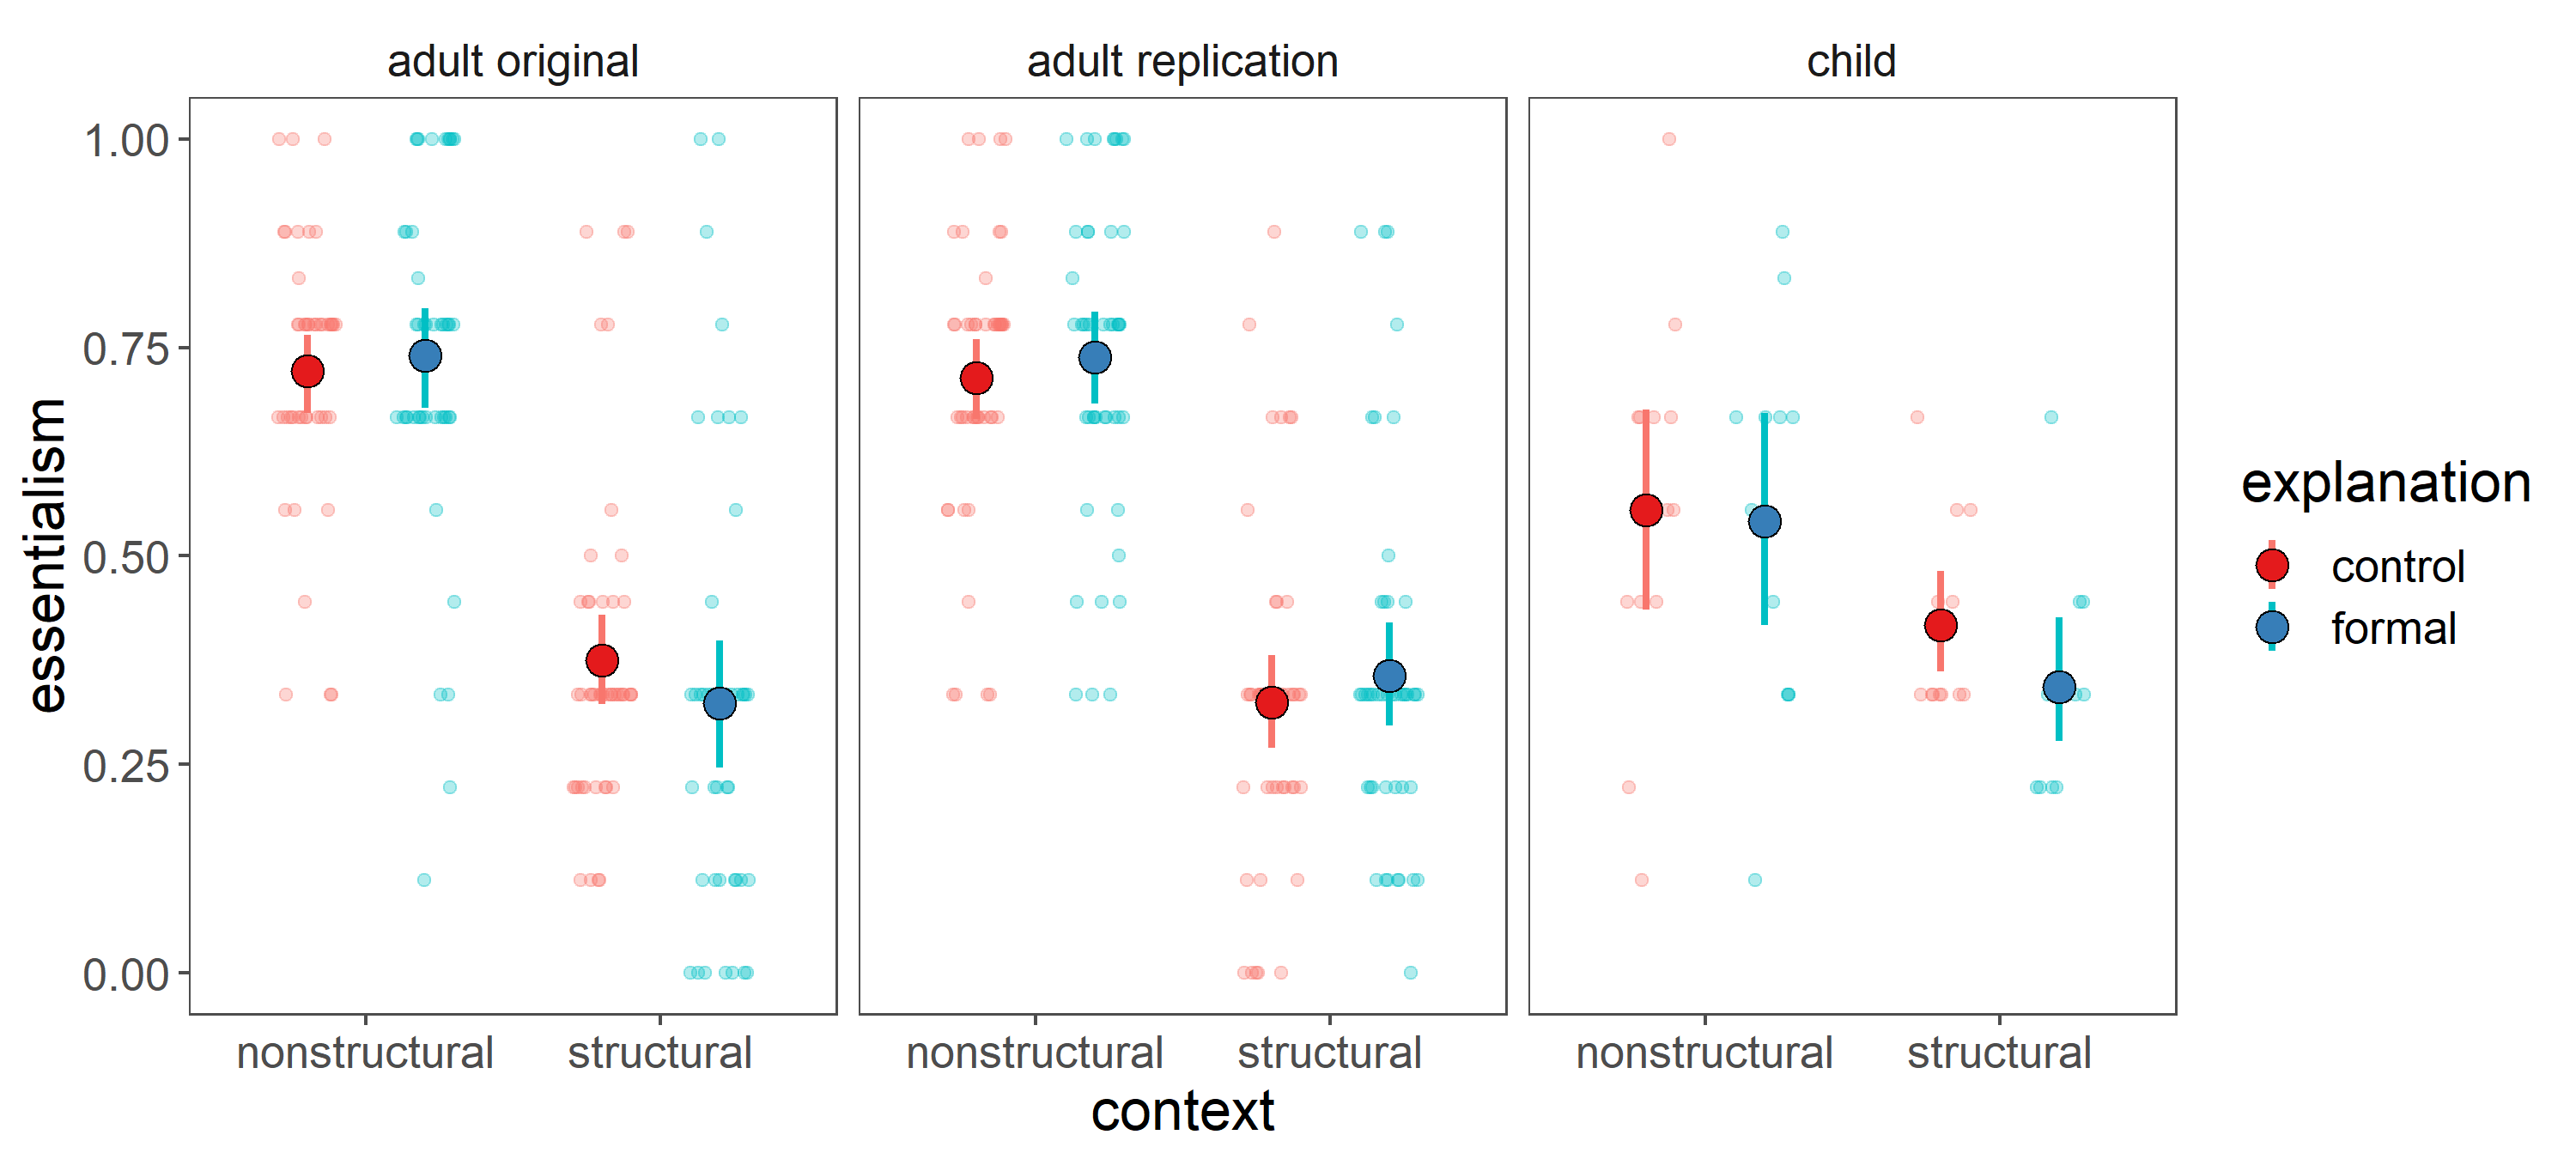 adult original
adult replication
child
1.00
0.75
0.50
0.25
0.00
essentialism
nonstructural structural
nonstructural structural
nonstructural structural
context
explanation
control
formal